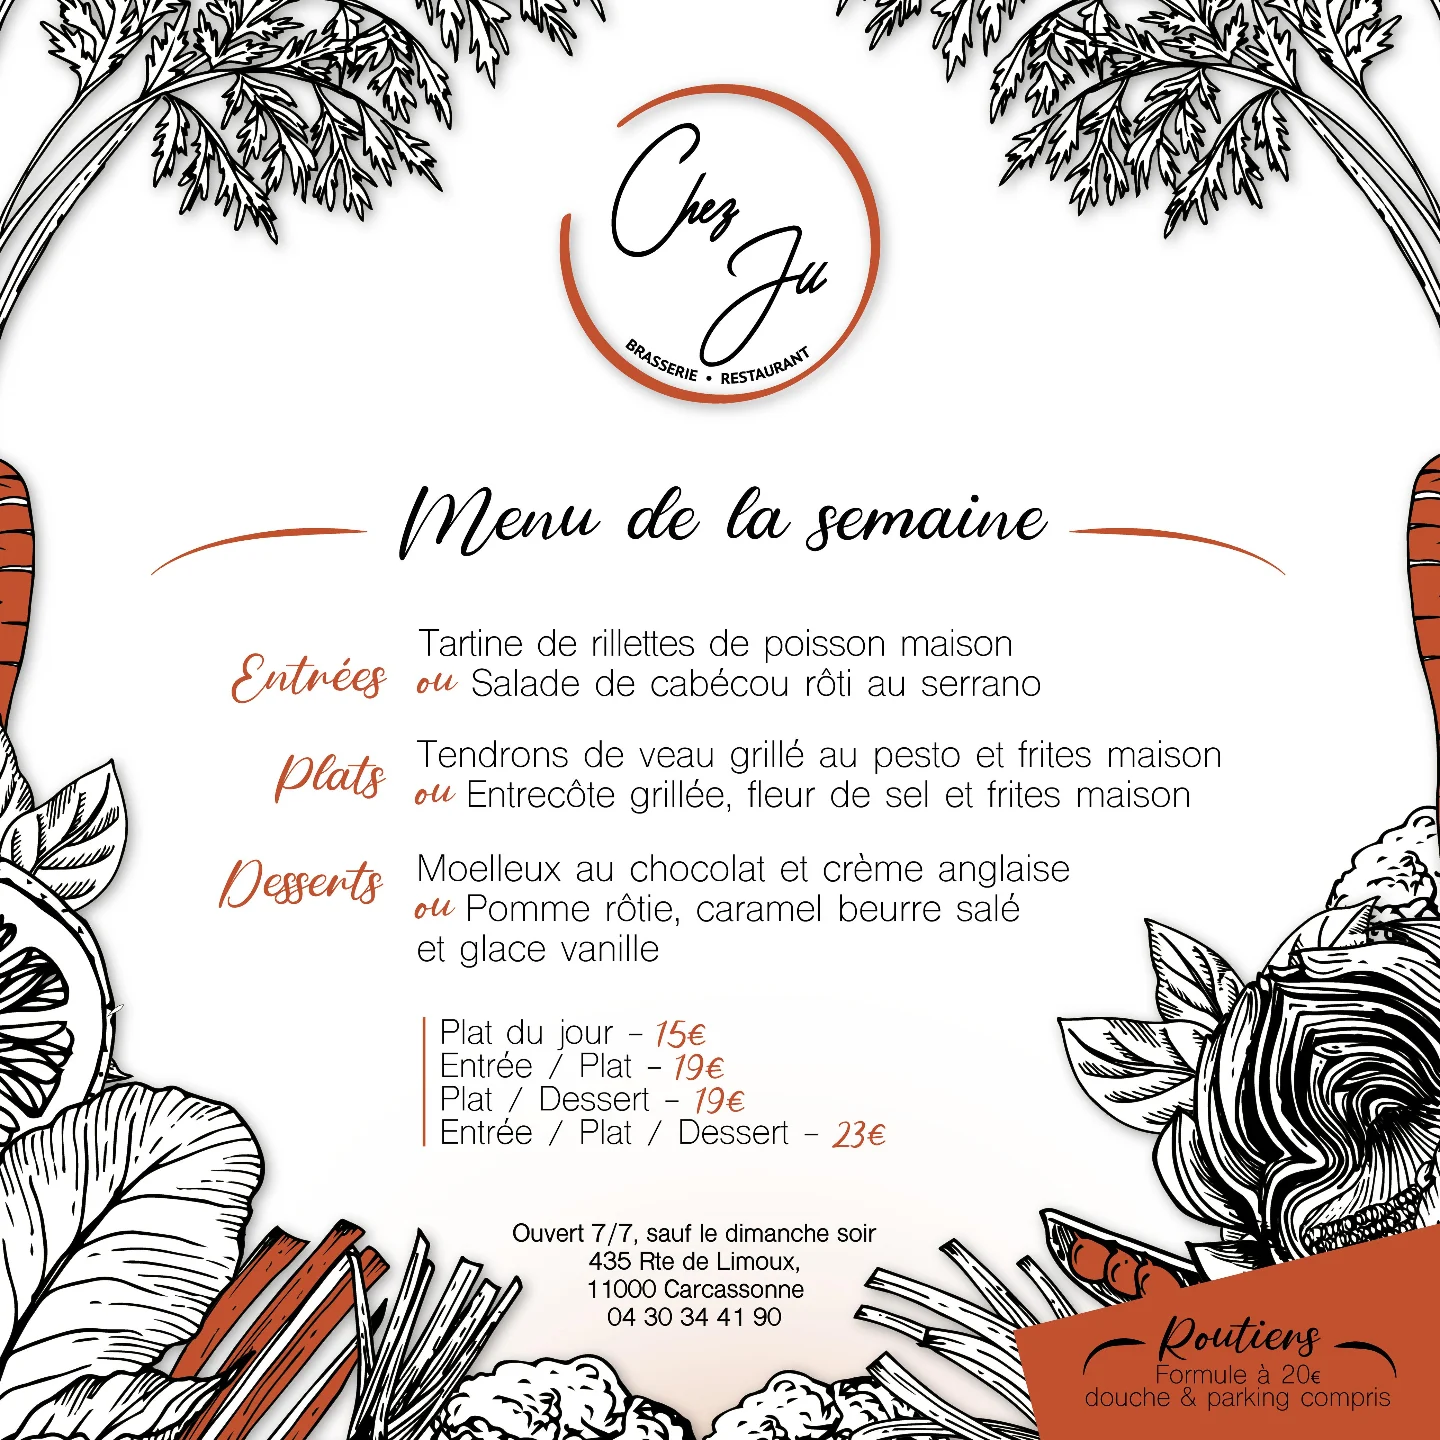 Chez
Ju
BRASSERIE • RESTAURANT
Menu de la semaine
Entrées
Tartine de rillettes de poisson maison
ou Salade de cabécou rôti au serrano
Plats
Tendrons de veau grillé au pesto et frites maison
ou Entrecôte grillée, fleur de sel et frites maison
Desserts
Moelleux au chocolat et crème anglaise
ou Pomme rôtie, caramel beurre salé
et glace vanille
Plat du jour - 15€
Entrée / Plat - 19€
Plat / Dessert - 19€
Entrée / Plat / Dessert - 23€
Ouvert 7/7, sauf le dimanche soir
435 Rte de Limoux,
11000 Carcassonne
04 30 34 41 90
Routiers
Formule à 20€
douche & parking compris